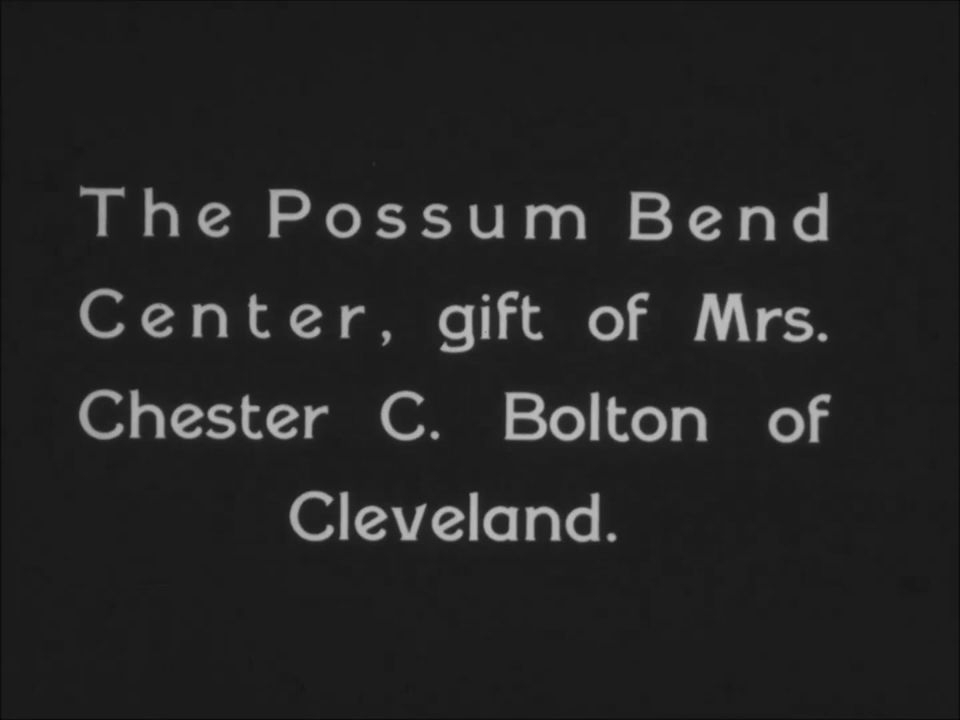 The Possum Bend
Center, gift of Mrs.
Chester C. Bolton of
Cleveland.